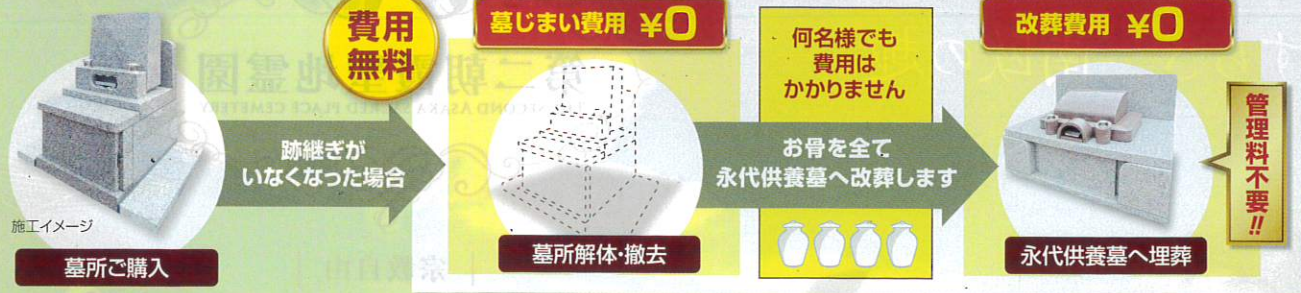 費用
無料
墓じまい費用 ¥0
何名様でも
費用は
かかりません
改葬費用 ¥0
跡継ぎが
いなくなった場合
お骨を全て
永代供養墓へ改葬します
管理料不要!!
施工イメージ
墓所ご購入
墓所解体・撤去
永代供養墓へ埋葬